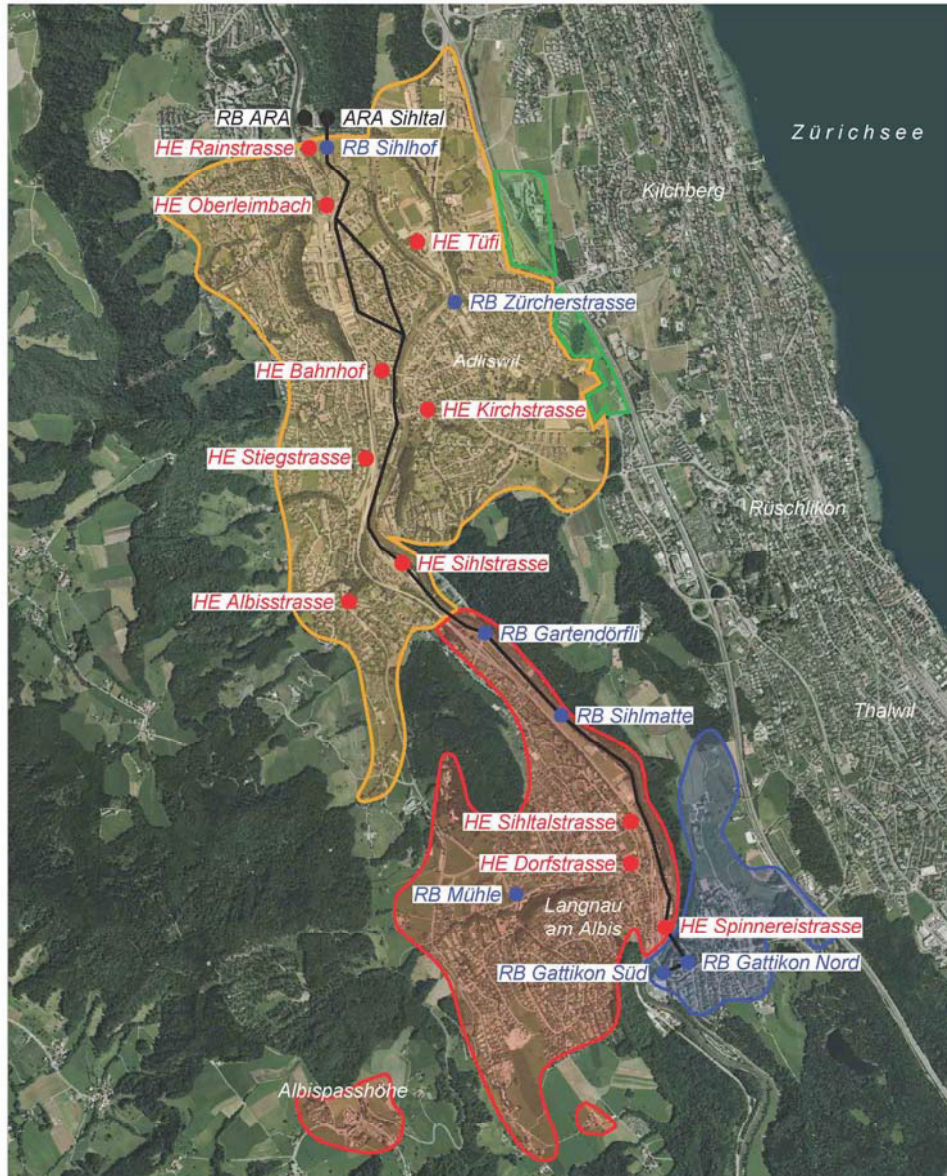 RB ARA
ARA Sihltal
Zürichsee
HE Rainstrasse
RB Sihlhof
Kilchberg
HE Oberleimbach
HE Tüfi
RB Zürcherstrasse
Adliswil
HE Bahnhof
HE Kirchstrasse
HE Stiegstrasse
Rüschlikon
HE Sihlstrasse
HE Albisstrasse
RB Gartendörfli
RB Sihlmatte
Thalwil
HE Sihltalstrasse
HE Dorfstrasse
RB Mühle
Langnau
am Albis
HE Spinnereistrasse
RB Gattikon Nord
RB Gattikon Süd
Albispasshöhe